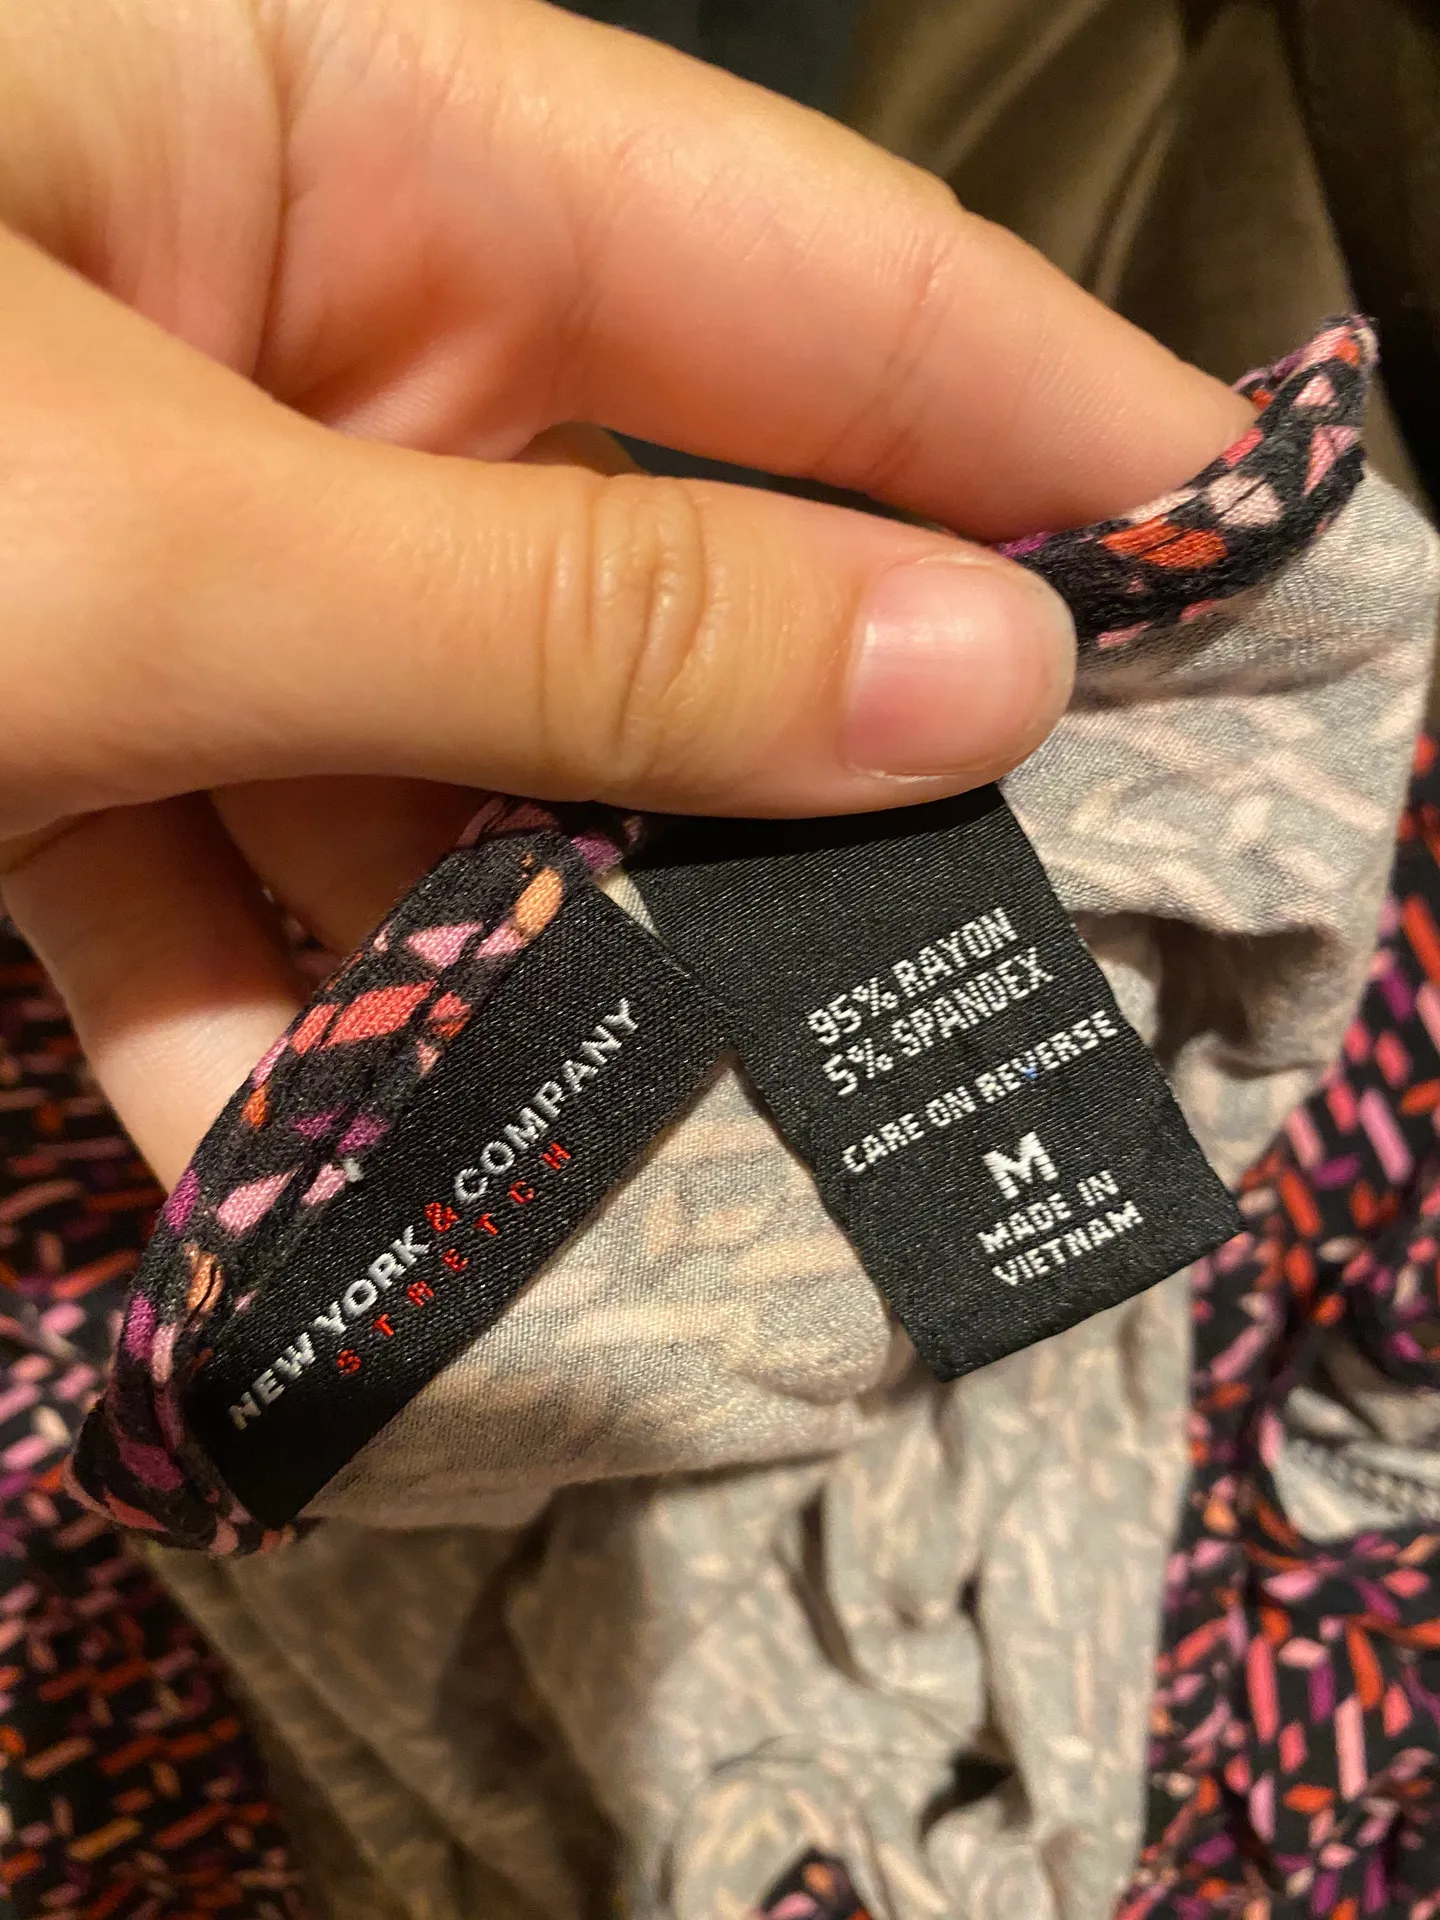 NEW YORK & COMPANY
STRETCH
95% RAYON
5% SPANDEX
CARE ON REVERSE
M
MADE IN
VIETNAM